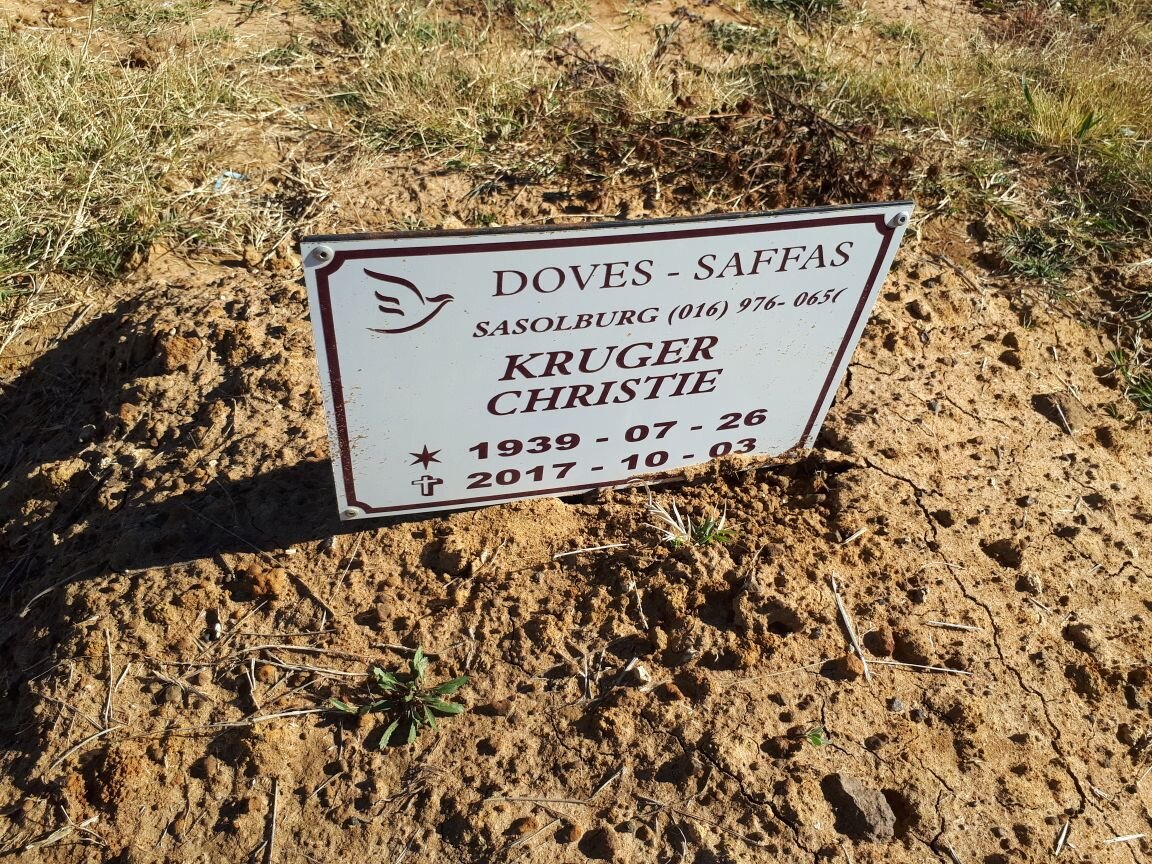 DOVES - SAFFAS
SASOLBURG (016) 976- 065(
KRUGER
CHRISTIE
1939 - 07 - 26
2017 - 10 - 03